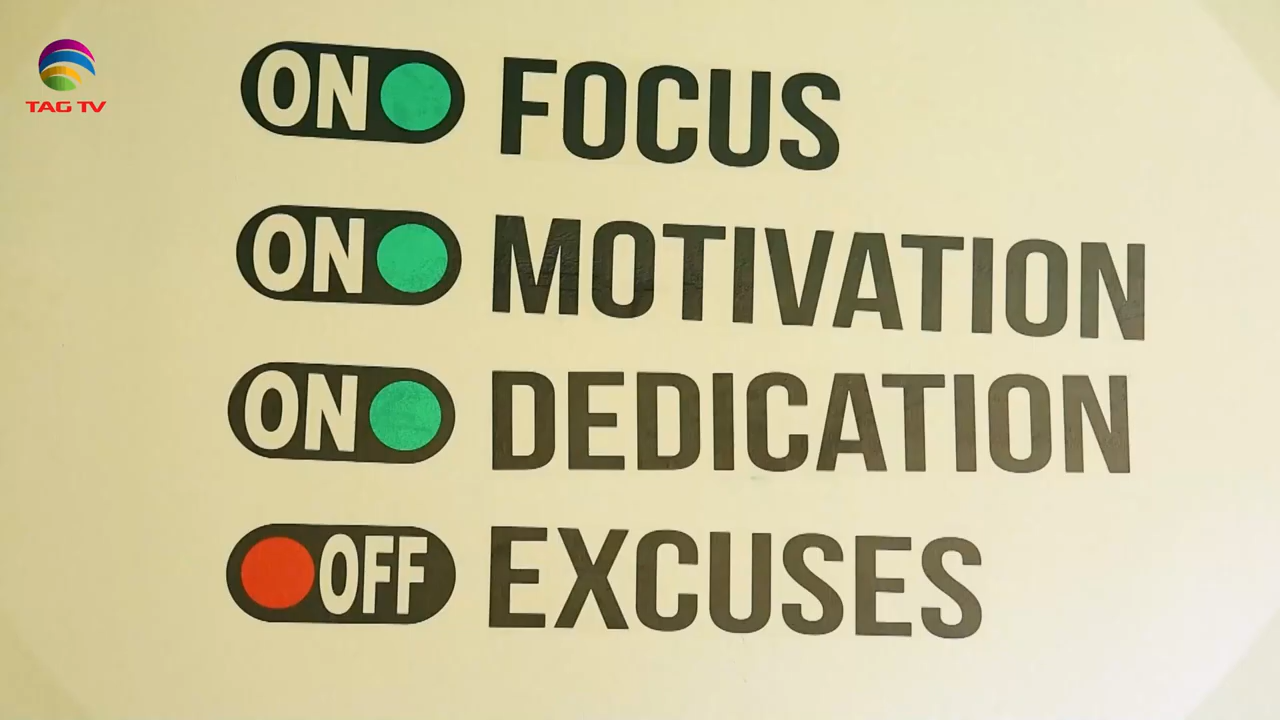 TAG TV
ON FOCUS
ON MOTIVATION
ON DEDICATION
OFF EXCUSES